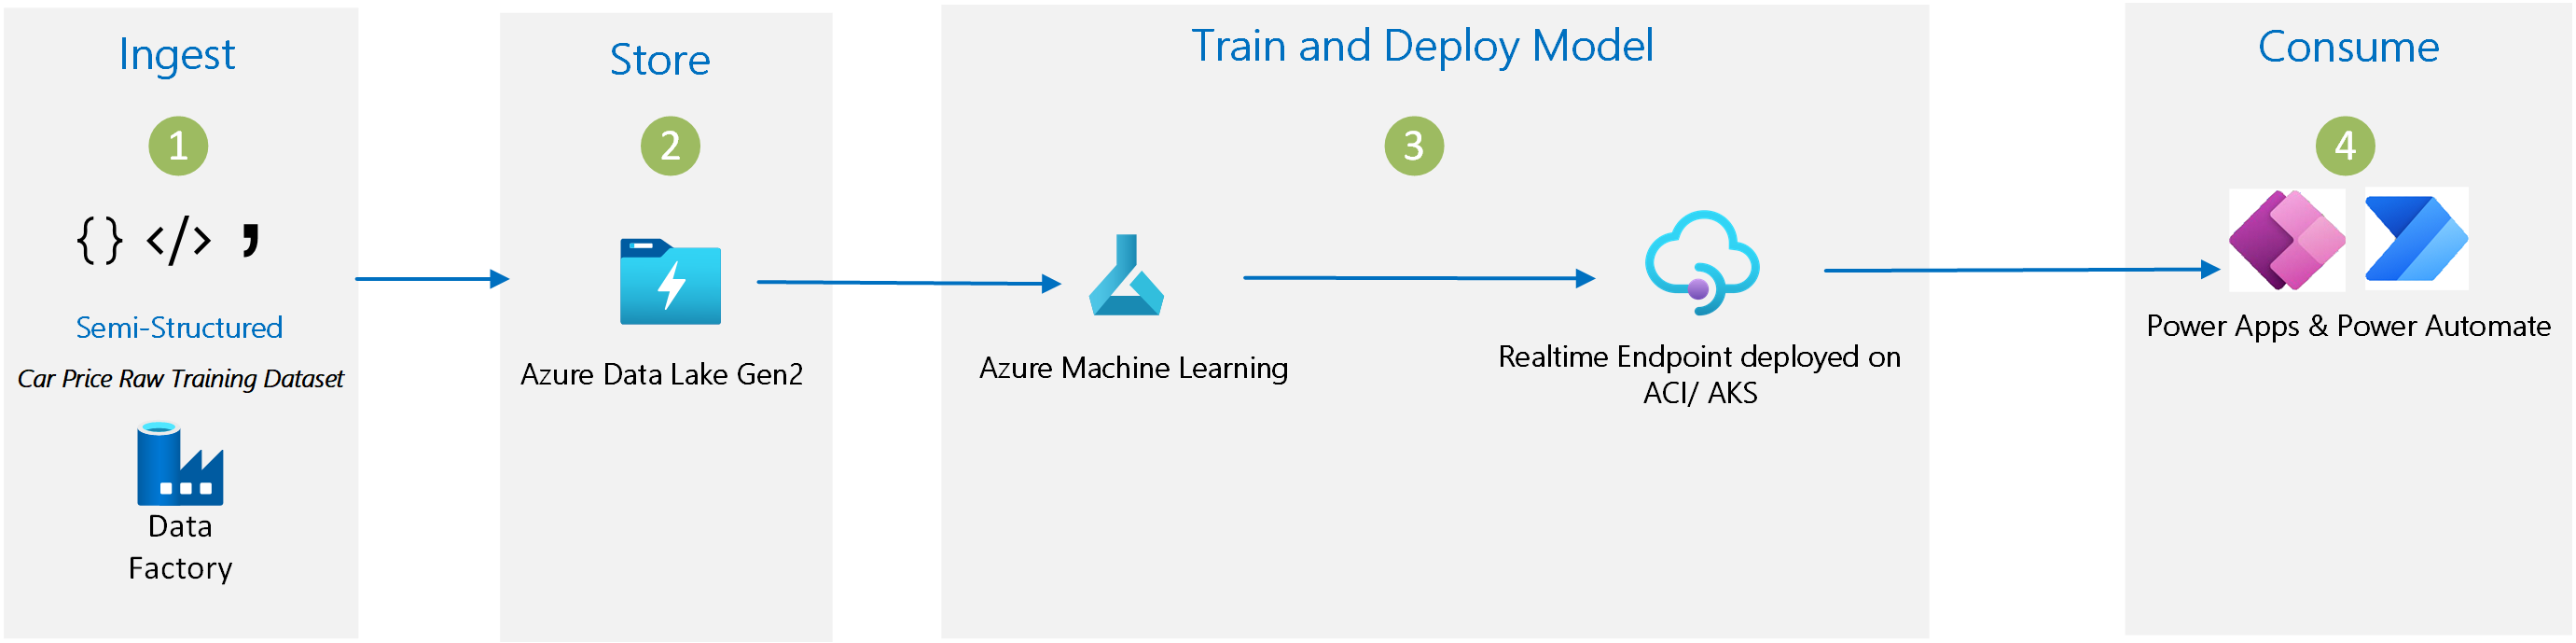 Ingest
1
{ } </> ,
Semi-Structured
Car Price Raw Training Dataset
Data
Factory
Store
2
Azure Data Lake Gen2
Train and Deploy Model
3
Azure Machine Learning
Realtime Endpoint deployed on
ACI/ AKS
Consume
4
Power Apps & Power Automate